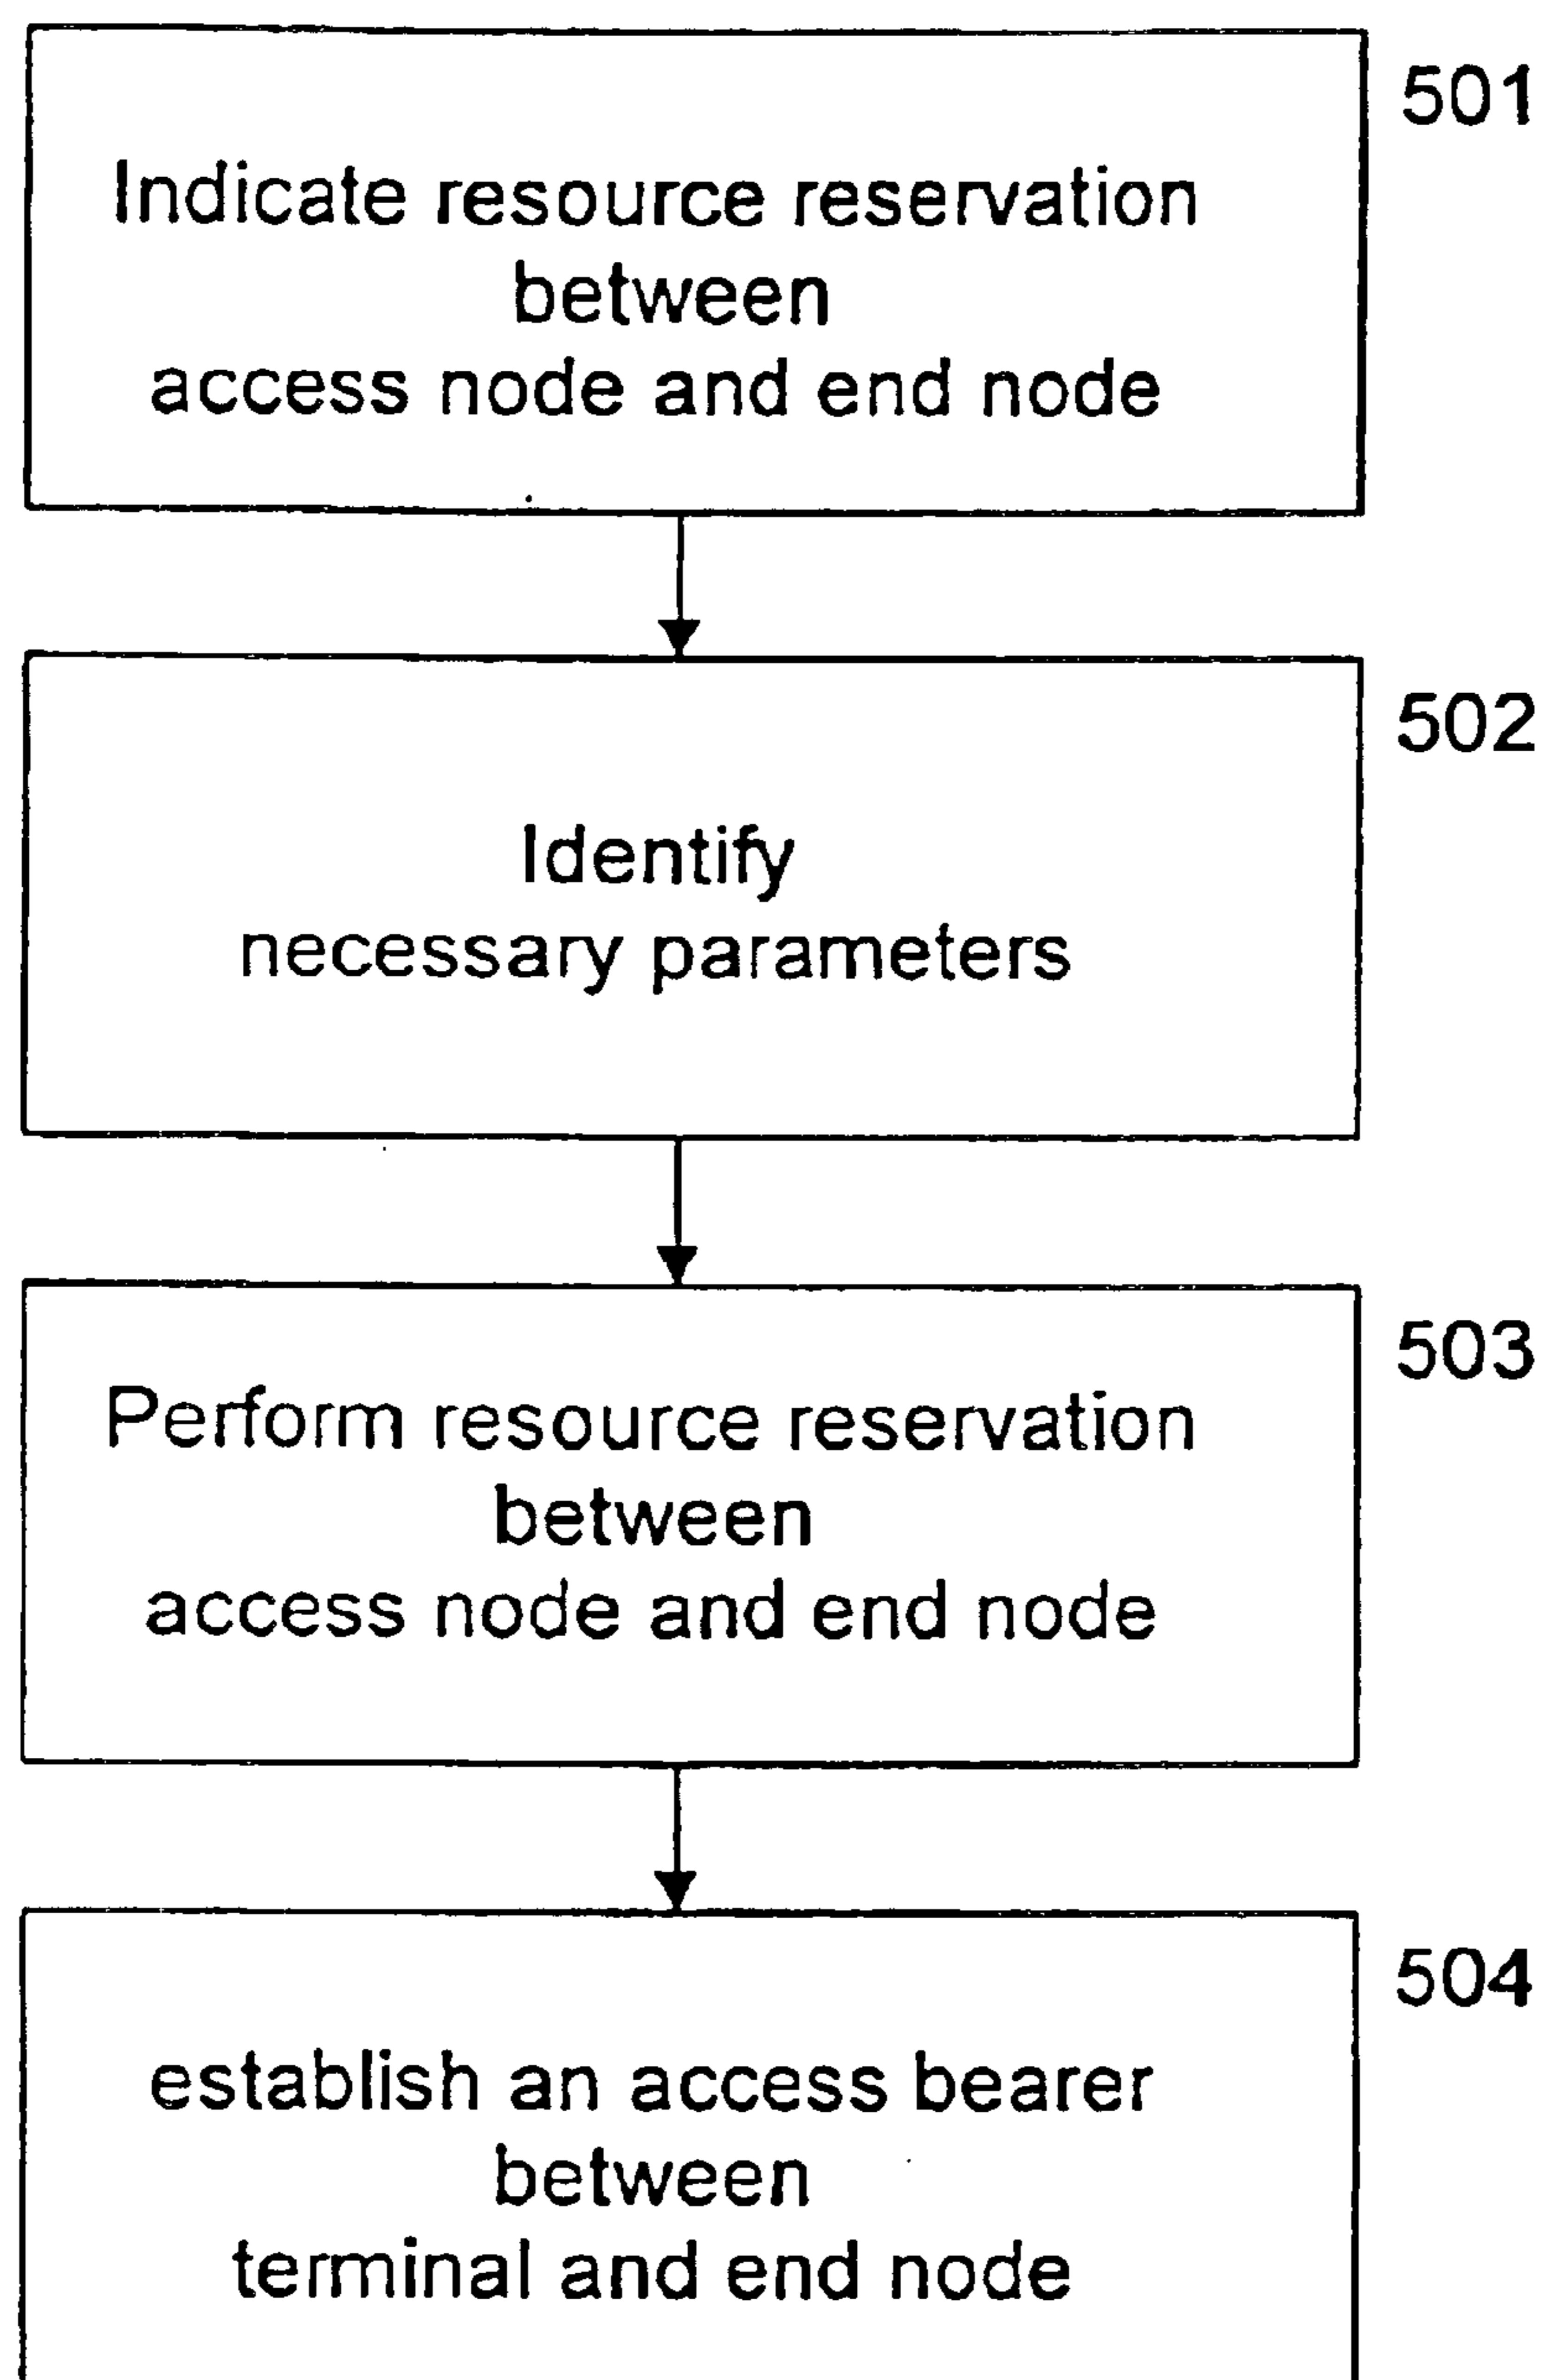 501
Indicate resource reservation
between
access node and end node
502
Identify
necessary parameters
503
Perform resource reservation
between
access node and end node
504
establish an access bearer
between
terminal and end node